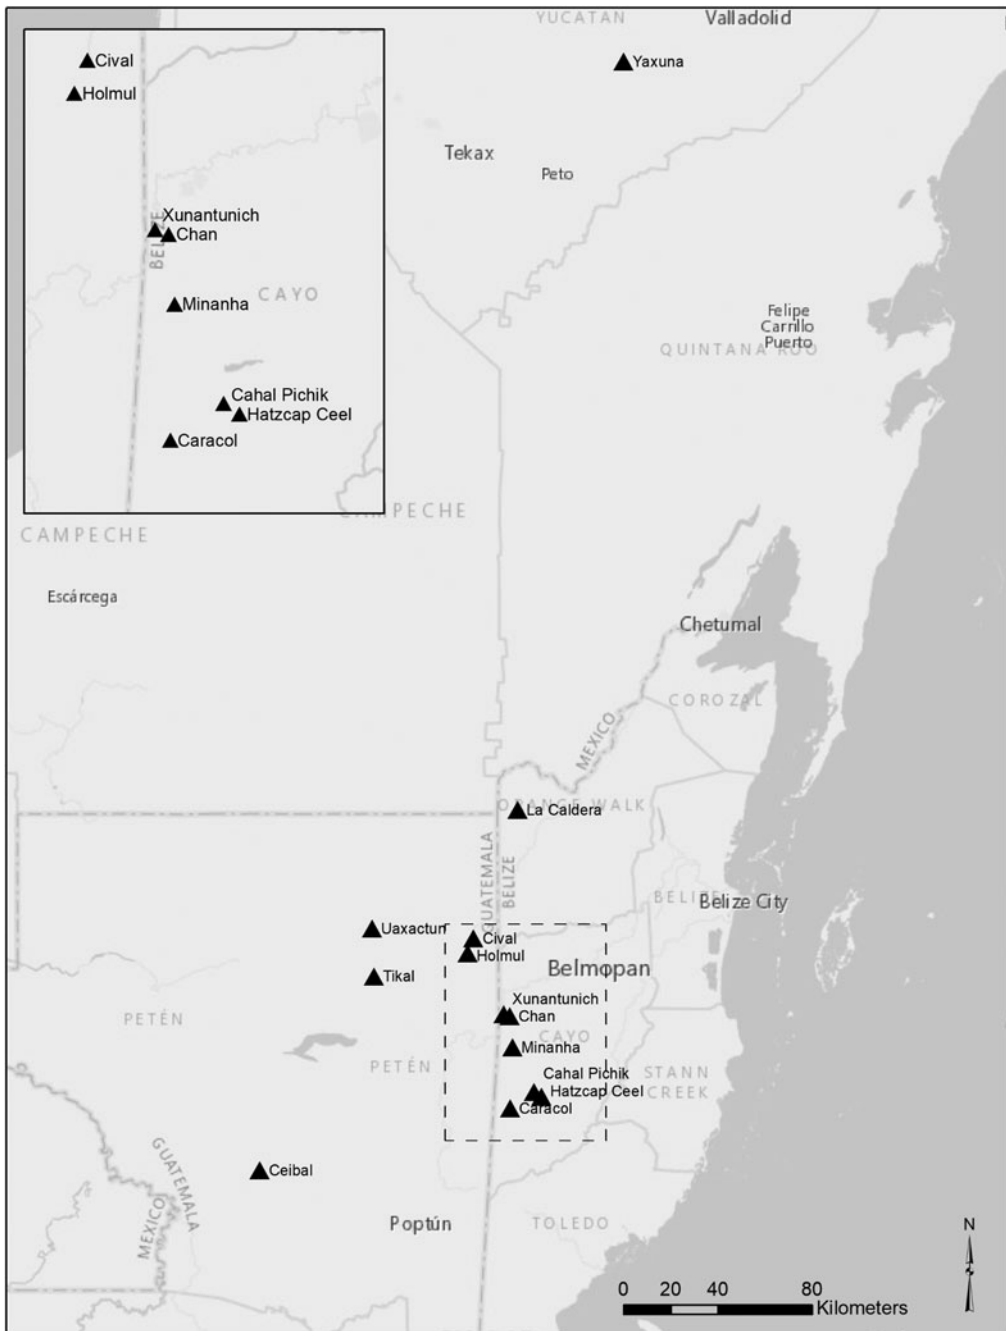 YUCATAN
Valladolid
Yaxuna
Tekax
Peto
Cival
Holmul
Xunantunich
Chan
BELIZE
Minanha
CAYO
Cahal Pichik
Hatzcap Ceel
Caracol
Felipe
Carrillo
Puerto
QUINTANA ROO
CAMPECHE
CAMPECHE
Escárcega
Chetumal
COROZAL
MEXICO
ORANGE WALK
La Caldera
GUATEMALA
BELIZE
BELIZE
Belize City
Uaxactun
Cival
Holmul
Belmopan
Tikal
Xunantunich
Chan
PETÉN
CAYO
Minanha
PETÉN
STANN
CREEK
Cahal Pichik
Hatzcap Ceel
Caracol
GUATEMALA
MEXICO
Ceibal
Poptún
TOLEDO
N
0 20 40 80
Kilometers